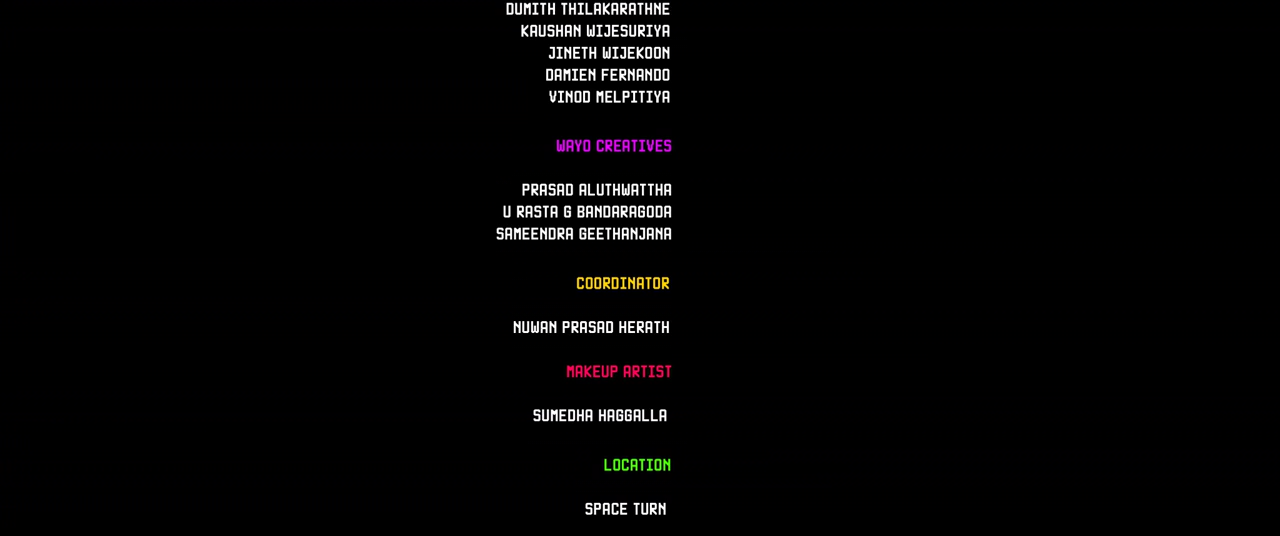 DUMITH THILAKARATHNE
KAUSHAN WIJESURIYA
JINETH WIJEKOON
DAMIEN FERNANDO
VINOD MELPITIYA
WAYO CREATIVES
PRASAD ALUTHWATTHA
U RASTA G BANDARAGODA
SAMEENDRA GEETHANJANA
COORDINATOR
NUWAN PRASAD HERATH
MAKEUP ARTIST
SUMEDHA HAGGALLA
LOCATION
SPACE TURN